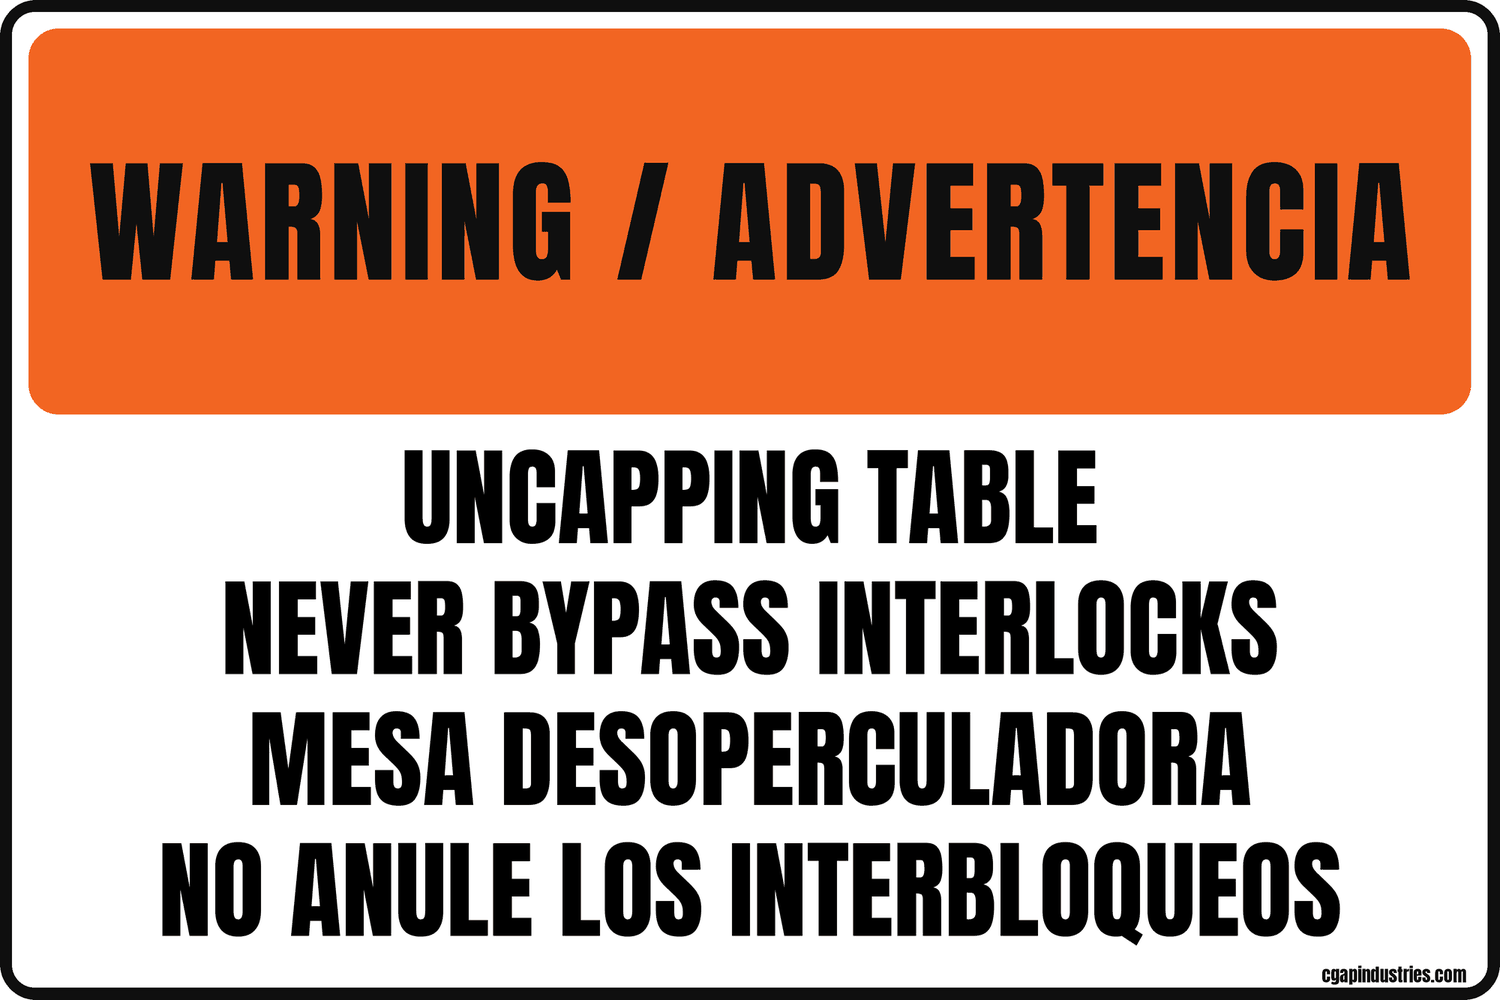 WARNING / ADVERTENCIA
UNCAPPING TABLE
NEVER BYPASS INTERLOCKS
MESA DESOPERCULADORA
NO ANULE LOS INTERBLOQUEOS
cgapindustries.com